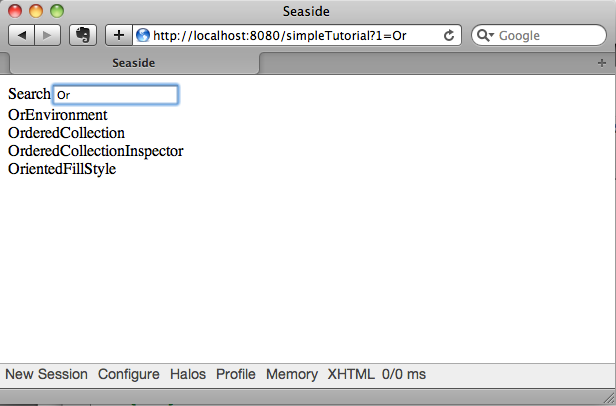 Seaside
http://localhost:8080/simpleTutorial?1=Or Google
Seaside
Search Or
OrEnvironment
OrderedCollection
OrderedCollectionInspector
OrientedFillStyle
New Session Configure Halos Profile Memory XHTML 0/0 ms